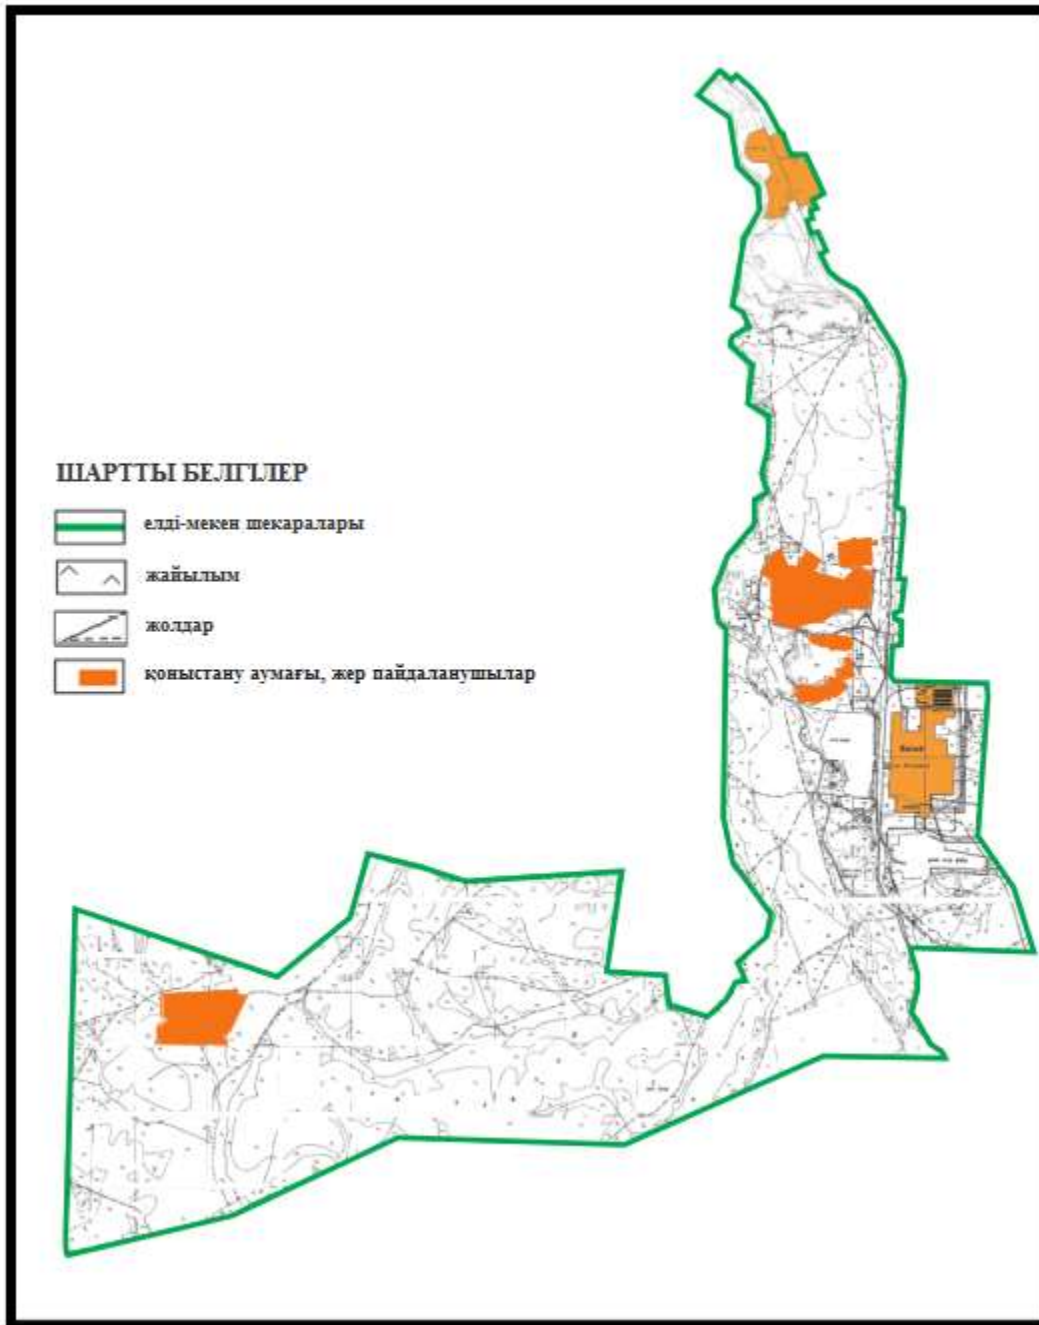 ШАРТТЫ БЕЛГІЛЕР
елді-мекен шекаралары
жайылым
жолдар
қоныстану аумағы, жер пайдаланушылар